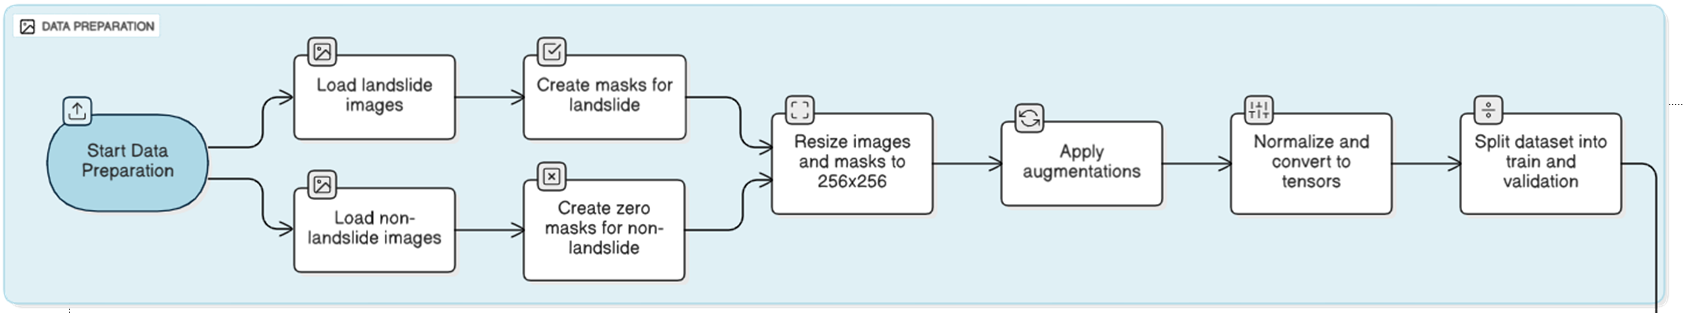 DATA PREPARATION
Start Data
Preparation
Load landslide
images
Create masks for
landslide
Load non-
landslide images
Create zero
masks for non-
landslide
Resize images
and masks to
256x256
Apply
augmentations
Normalize and
convert to
tensors
Split dataset into
train and
validation